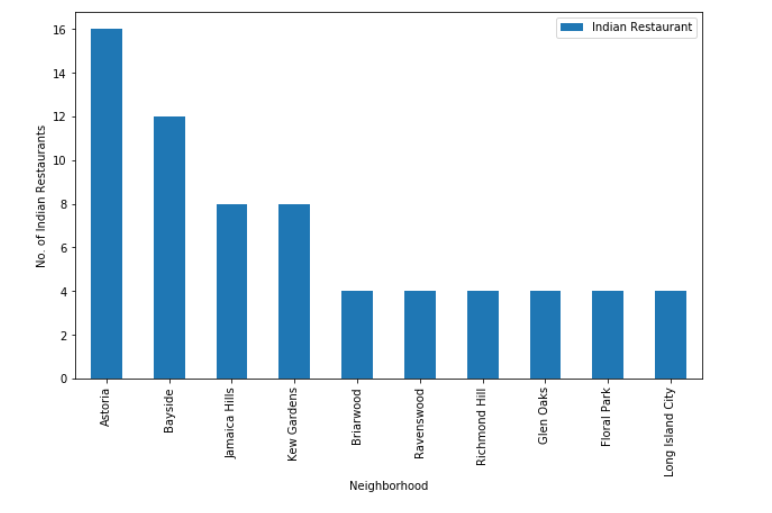 Indian Restaurant
No. of Indian Restaurants
16
14
12
10
8
6
4
2
0
Astoria
Bayside
Jamaica Hills
Kew Gardens
Briarwood
Ravenswood
Richmond Hill
Glen Oaks
Floral Park
Long Island City
Neighborhood